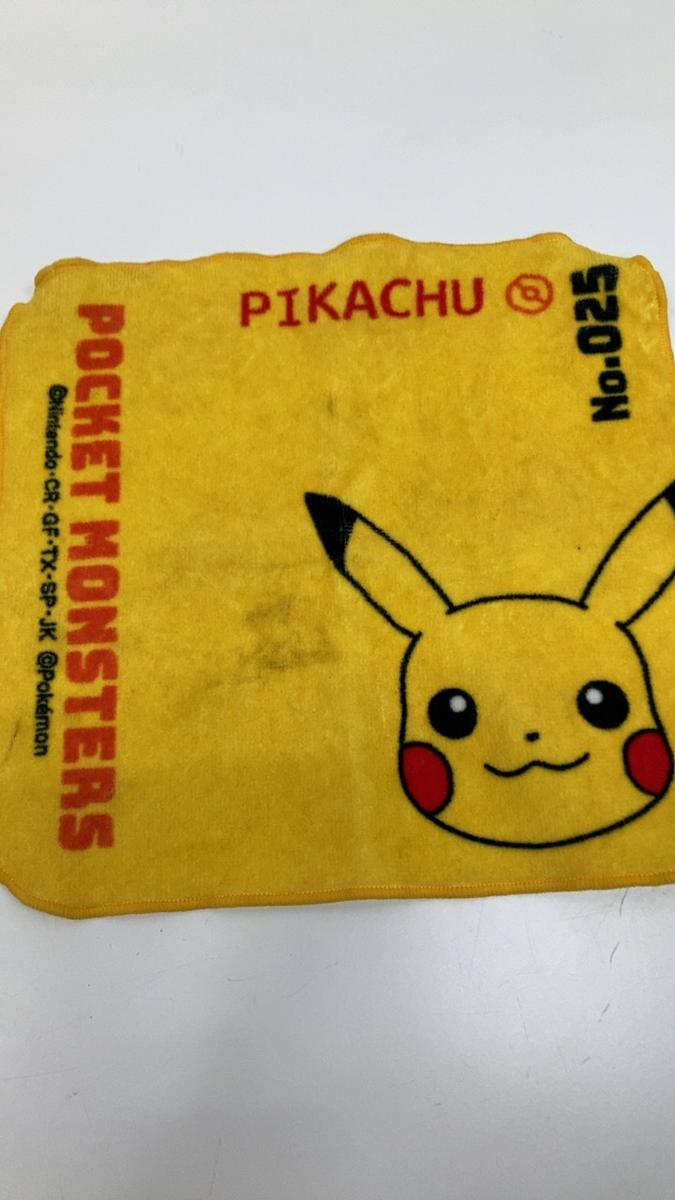 PIKACHU
No.025
POCKET MONSTERS
©Nintendo・CR・GF・TX・SP・JK ©Pokémon